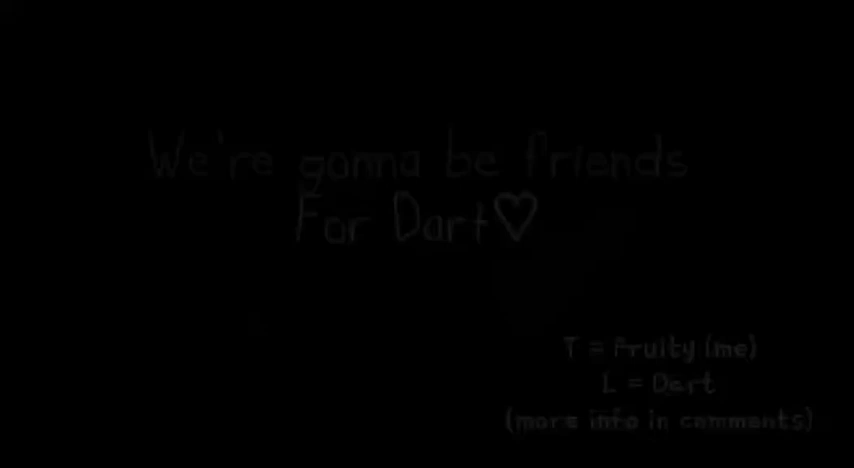 We're gonna be friends
For Dart♡
T = Fruity (me)
L = Dart
(more info in comments)